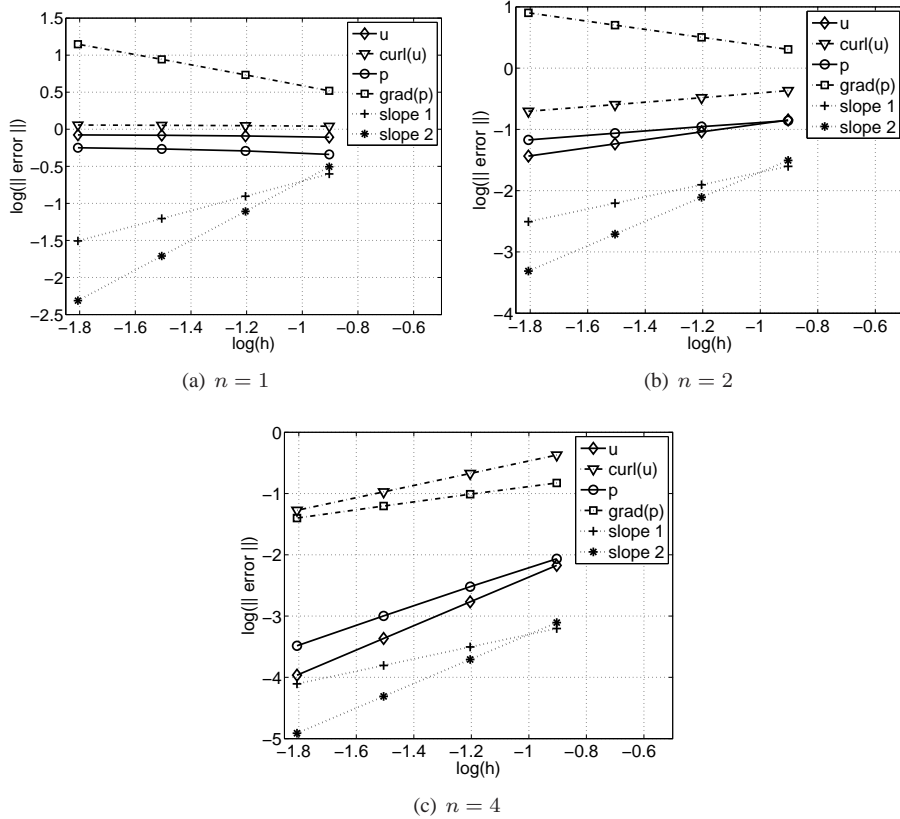 1.5
1
0.5
0
−0.5
−1
−1.5
−2
−2.5
log(|| error ||)
−1.8 −1.6 −1.4 −1.2 −1 −0.8 −0.6
log(h)
u
curl(u)
p
grad(p)
slope 1
slope 2
(a) n = 1
1
0
−1
−2
−3
−4
log(|| error ||)
−1.8 −1.6 −1.4 −1.2 −1 −0.8 −0.6
log(h)
u
curl(u)
p
grad(p)
slope 1
slope 2
(b) n = 2
0
−1
−2
−3
−4
−5
log(|| error ||)
−1.8 −1.6 −1.4 −1.2 −1 −0.8 −0.6
log(h)
u
curl(u)
p
grad(p)
slope 1
slope 2
(c) n = 4